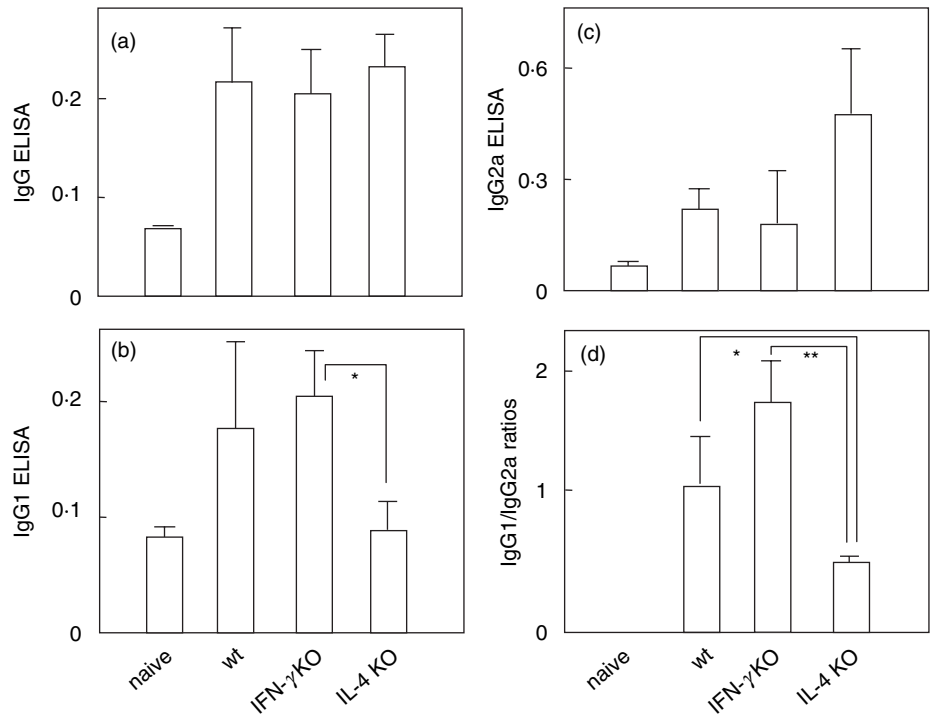 (a)
IgG ELISA
0·2
0·1
0
(c)
IgG2a ELISA
0·6
0·3
0
(b)
IgG1 ELISA
0·2
0·1
0
*
naive
wt
IFN-γKO
IL-4 KO
(d)
IgG1/IgG2a ratios
2
1
0
*
**
naive
wt
IFN-γKO
IL-4 KO